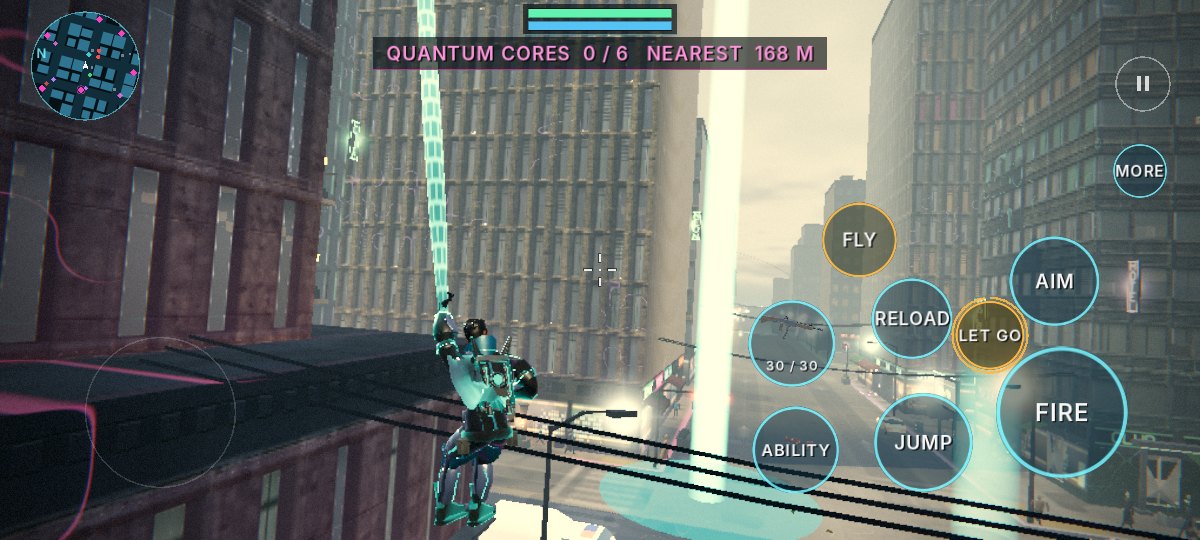 N
QUANTUM CORES 0 / 6 NEAREST 168 M
MORE
FLY
AIM
RELOAD
LET GO
30 / 30
FIRE
ABILITY
JUMP